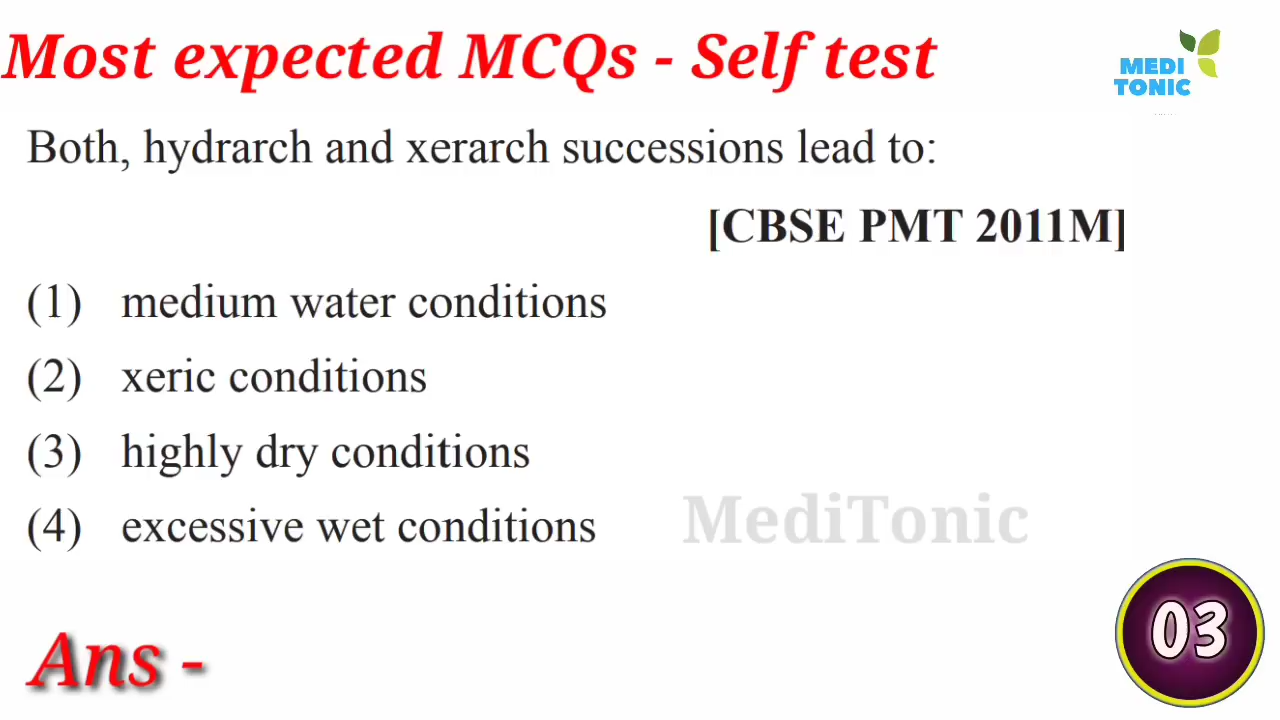 Most expected MCQs - Self test
MEDI
TONIC
Both, hydrarch and xerarch successions lead to:
[CBSE PMT 2011M]
(1) medium water conditions
(2) xeric conditions
(3) highly dry conditions
(4) excessive wet conditions
MediTonic
03
Ans -